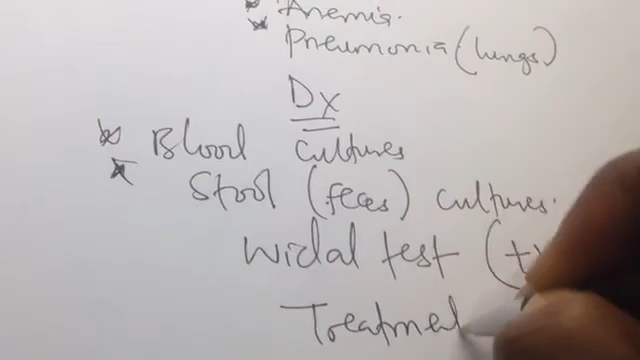 Anemia.
Pneumonia (lungs)
Dx
Blood cultures
Stool (feces) cultures.
Widal test (t
Treatme